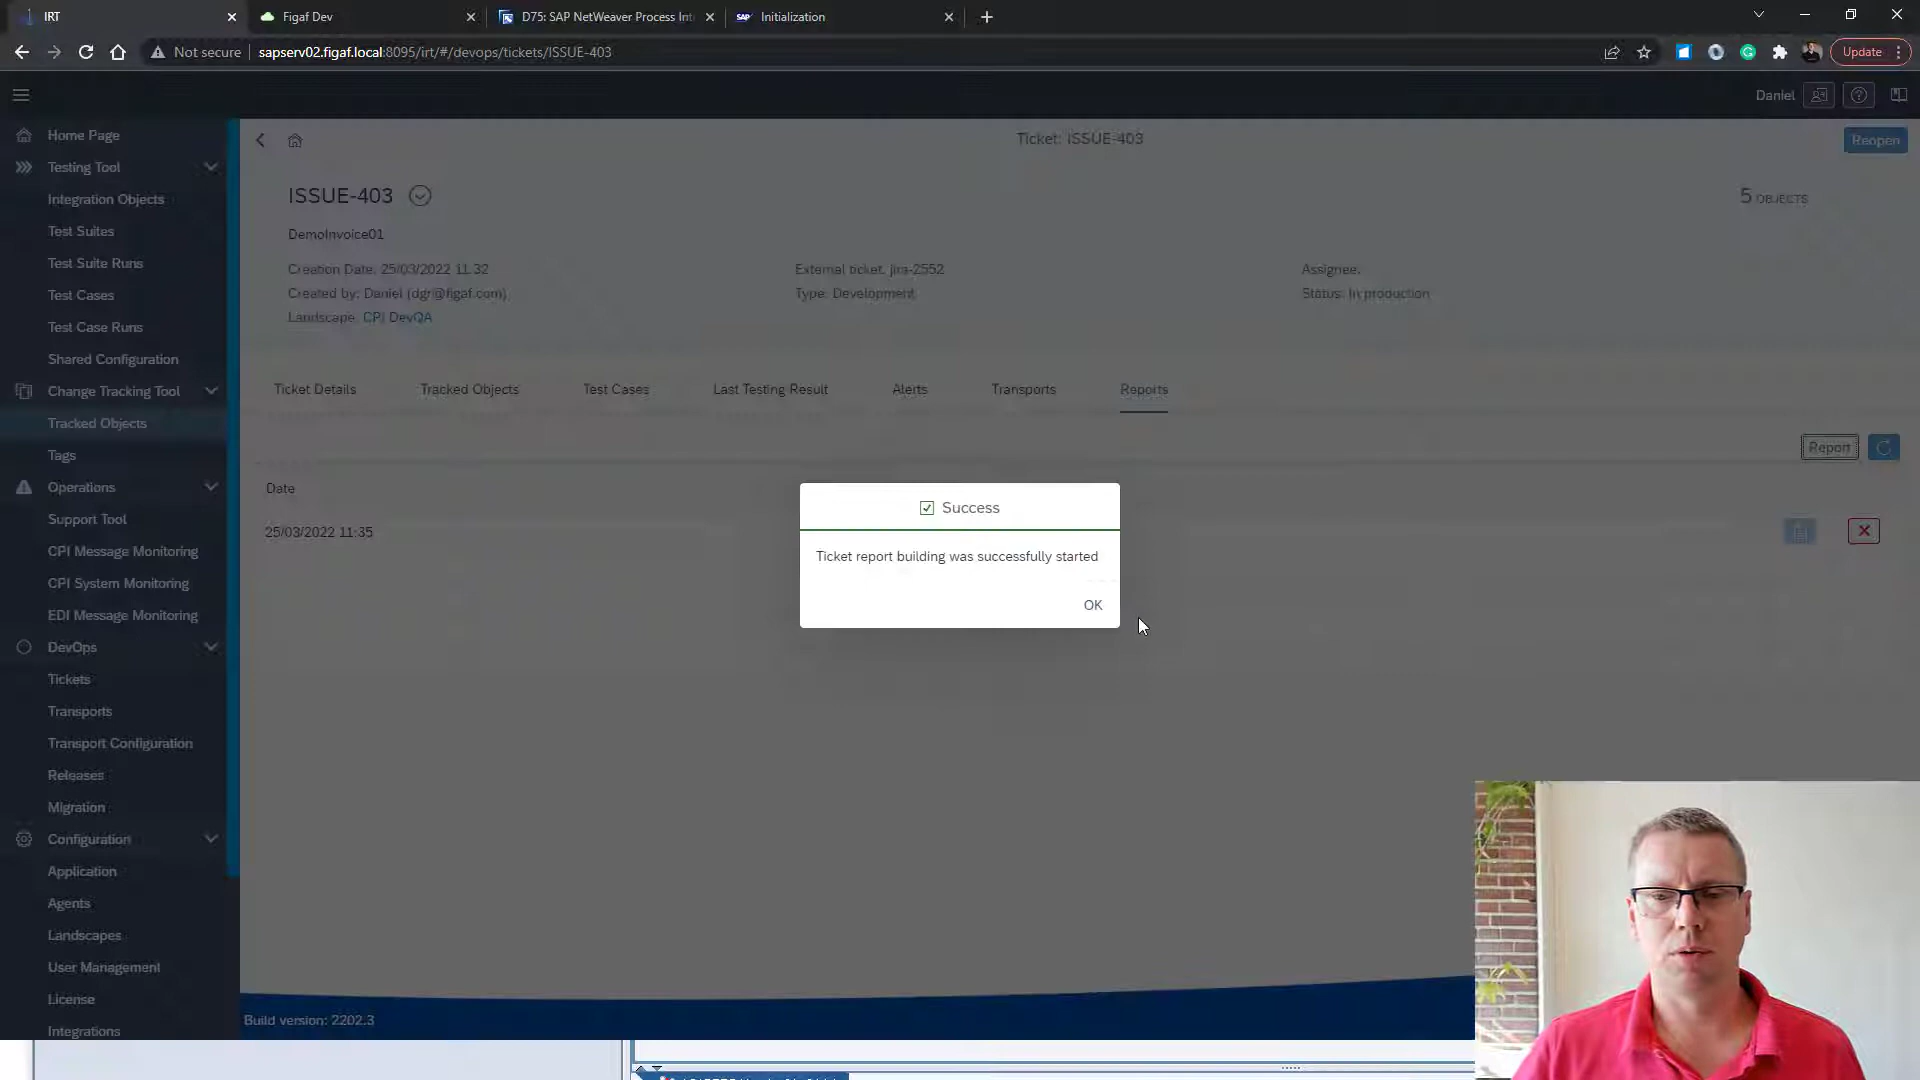 IRT
Figaf Dev
D75: SAP NetWeaver Process Int
SAP Initialization
Not secure
sapserv02.figaf.local:8095/irt/#/devops/tickets/ISSUE-403
Update
Daniel
Home Page
Testing Tool
Integration Objects
Test Suites
Test Suite Runs
Test Cases
Test Case Runs
Shared Configuration
Change Tracking Tool
Tracked Objects
Tags
Operations
Support Tool
CPI Message Monitoring
CPI System Monitoring
EDI Message Monitoring
DevOps
Tickets
Transports
Transport Configuration
Releases
Migration
Configuration
Application
Agents
Landscapes
User Management
License
Integrations
Ticket: ISSUE-403
Reopen
ISSUE-403
5 OBJECTS
DemoInvoice01
Creation Date: 25/03/2022 11:32
External ticket: jira-2552
Assignee:
Created by: Daniel (dgr@figaf.com)
Type: Development
Status: In production
Landscape: CPI DevQA
Ticket Details
Tracked Objects
Test Cases
Last Testing Result
Alerts
Transports
Reports
Report
Date
25/03/2022 11:35
Success
Ticket report building was successfully started
OK
Build version: 2202.3